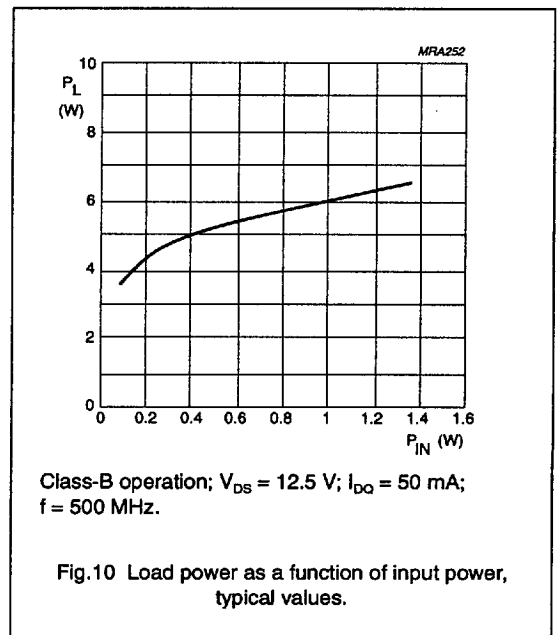 MRA252
10
P_L
(W)
8
6
4
2
0
0 0.2 0.4 0.6 0.8 1 1.2 1.4 1.6
P_IN (W)
Class-B operation; V_DS = 12.5 V; I_DQ = 50 mA;
f = 500 MHz.
Fig.10 Load power as a function of input power,
typical values.